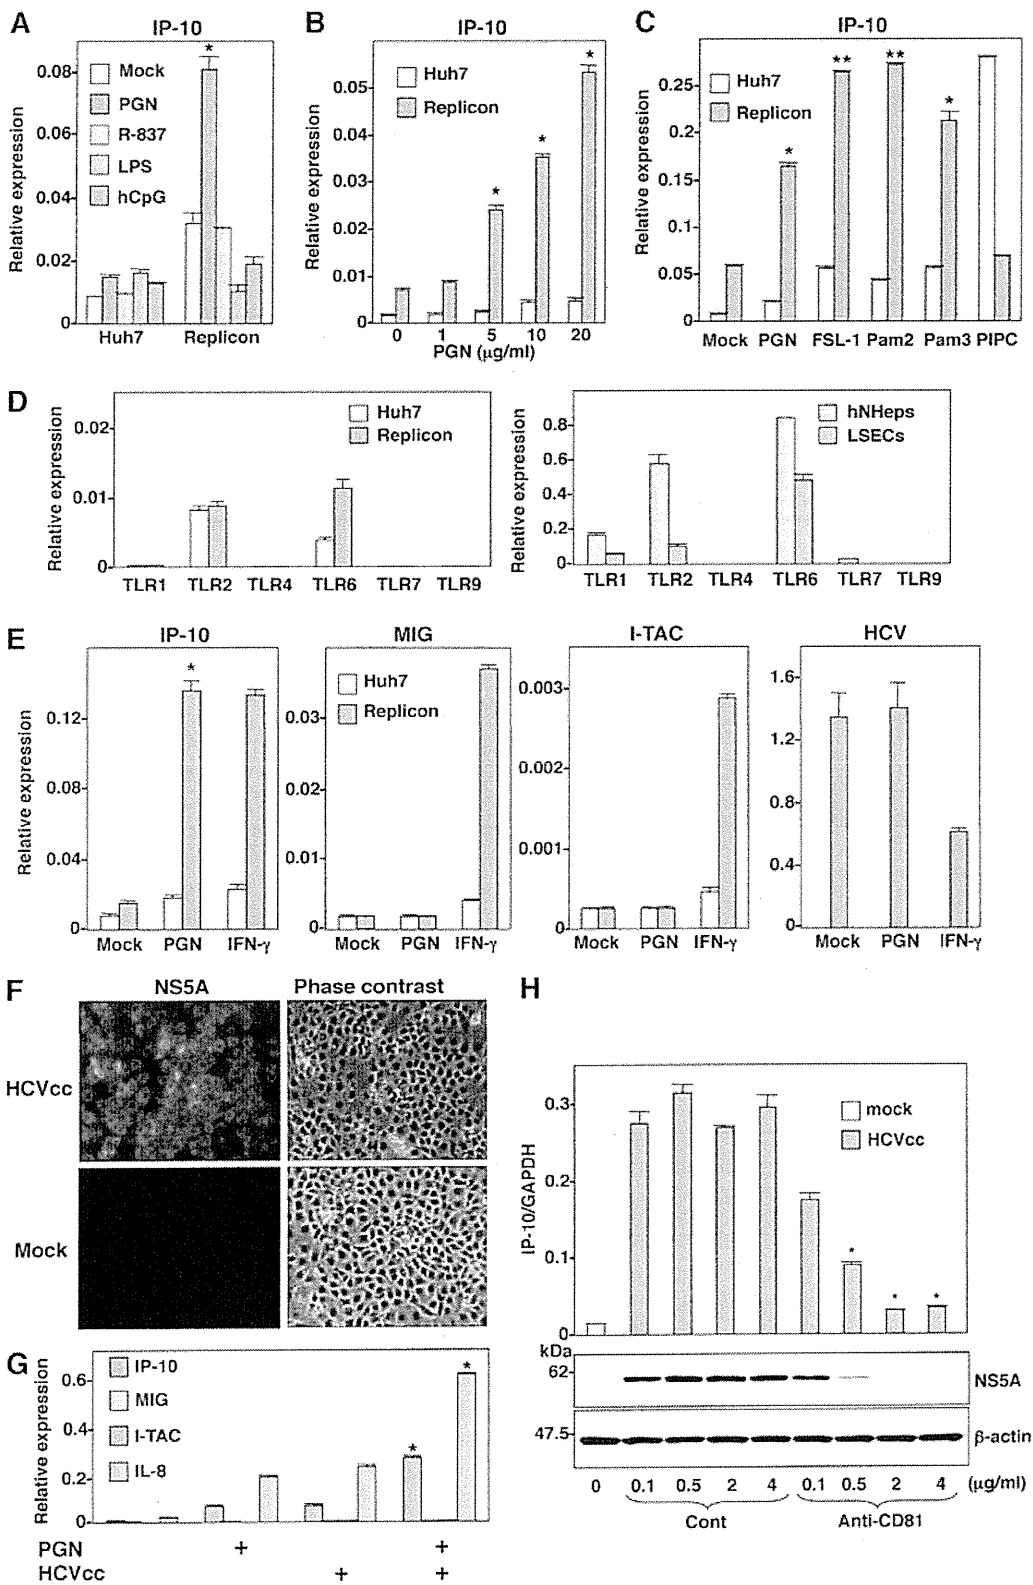 A
IP-10
Relative expression
0.08
0.06
0.04
0.02
0
Mock
PGN
R-837
LPS
hCpG
*
Huh7 Replicon
B
IP-10
Relative expression
0.05
0.04
0.03
0.02
0.01
0
Huh7
Replicon
* * *
0 1 5 10 20
PGN (μg/ml)
C
IP-10
Relative expression
0.25
0.2
0.15
0.1
0.05
0
Huh7
Replicon
* ** ** *
Mock PGN FSL-1 Pam2 Pam3 PIPC
D
Relative expression
0.02
0.01
0
Huh7
Replicon
TLR1 TLR2 TLR4 TLR6 TLR7 TLR9
Relative expression
0.8
0.6
0.4
0.2
0
hNHeps
LSECs
TLR1 TLR2 TLR4 TLR6 TLR7 TLR9
E
IP-10
Relative expression
0.12
0.08
0.04
0
*
Mock PGN IFN-γ
MIG
0.03
0.02
0.01
0
Huh7
Replicon
Mock PGN IFN-γ
I-TAC
0.003
0.002
0.001
0
Mock PGN IFN-γ
HCV
1.6
1.2
0.8
0.4
0
Mock PGN IFN-γ
F
NS5A Phase contrast
HCVcc
Mock
G
Relative expression
0.6
0.4
0.2
0
IP-10
MIG
I-TAC
IL-8
* *
PGN + +
HCVcc + +
H
IP-10/GAPDH
0.3
0.2
0.1
0
mock
HCVcc
* * *
kDa
62- NS5A
47.5- β-actin
0 0.1 0.5 2 4 0.1 0.5 2 4 (μg/ml)
Cont Anti-CD81